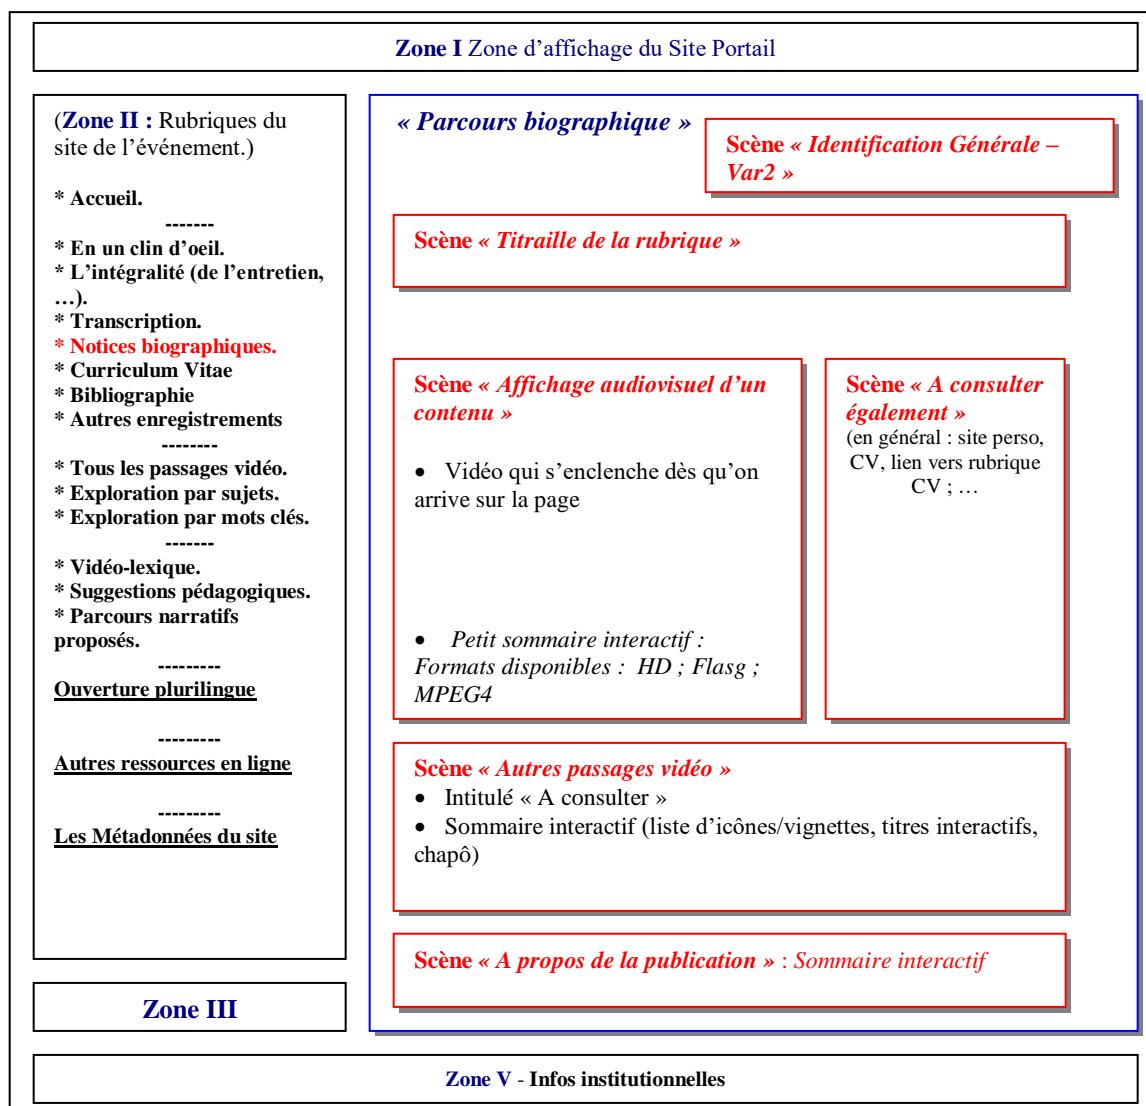 Zone I Zone d’affichage du Site Portail
(Zone II : Rubriques du
site de l’événement.)
* Accueil.
-------
* En un clin d’oeil.
* L’intégralité (de l’entretien,
…).
* Transcription.
* Notices biographiques.
* Curriculum Vitae
* Bibliographie
* Autres enregistrements
--------
* Tous les passages vidéo.
* Exploration par sujets.
* Exploration par mots clés.
-------
* Vidéo-lexique.
* Suggestions pédagogiques.
* Parcours narratifs
proposés.
---------
Ouverture plurilingue
---------
Autres ressources en ligne
---------
Les Métadonnées du site
Zone III
« Parcours biographique »
Scène « Identification Générale –
Var2 »
Scène « Titraille de la rubrique »
Scène « Affichage audiovisuel d’un
contenu »
• Vidéo qui s’enclenche dès qu’on
arrive sur la page
• Petit sommaire interactif :
Formats disponibles : HD ; Flasg ;
MPEG4
Scène « A consulter
également »
(en général : site perso,
CV, lien vers rubrique
CV ; …
Scène « Autres passages vidéo »
• Intitulé « A consulter »
• Sommaire interactif (liste d’icônes/vignettes, titres interactifs,
chapô)
Scène « A propos de la publication » : Sommaire interactif
Zone V - Infos institutionnelles